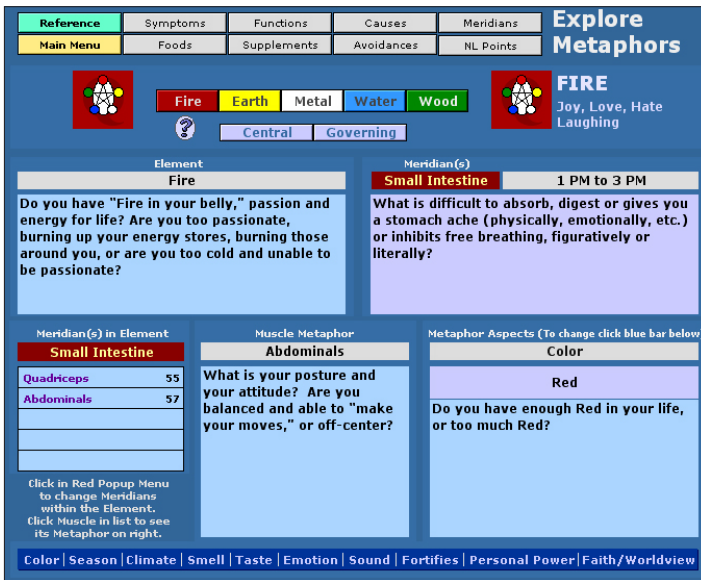 Reference Symptoms Functions Causes Meridians
Main Menu Foods Supplements Avoidances NL Points
Explore
Metaphors
Fire Earth Metal Water Wood
? Central Governing
FIRE
Joy, Love, Hate
Laughing
Element
Fire
Do you have "Fire in your belly," passion and
energy for life? Are you too passionate,
burning up your energy stores, burning those
around you, or are you too cold and unable to
be passionate?
Meridian(s)
Small Intestine 1 PM to 3 PM
What is difficult to absorb, digest or gives you
a stomach ache (physically, emotionally, etc.)
or inhibits free breathing, figuratively or
literally?
Meridian(s) in Element
Small Intestine
Quadriceps 55
Abdominals 57
Click in Red Popup Menu
to change Meridians
within the Element.
Click Muscle in list to see
its Metaphor on right.
Muscle Metaphor
Abdominals
What is your posture and
your attitude? Are you
balanced and able to "make
your moves," or off-center?
Metaphor Aspects (To change click blue bar below
Color
Red
Do you have enough Red in your life,
or too much Red?
Color|Season|Climate|Smell|Taste|Emotion|Sound|Fortifies|Personal Power|Faith/Worldview